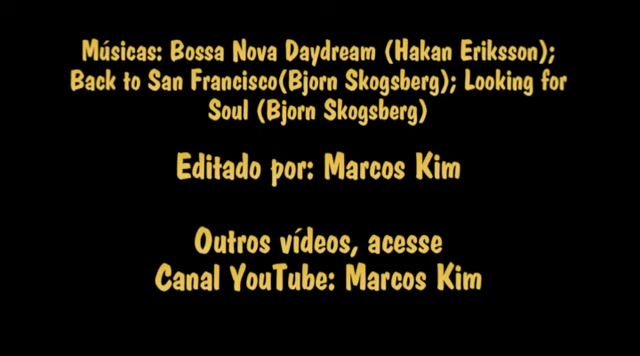 Músicas: Bossa Nova Daydream (Hakan Eriksson);
Back to San Francisco(Bjorn Skogsberg); Looking for
Soul (Bjorn Skogsberg)
Editado por: Marcos Kim
Outros vídeos, acesse
Canal YouTube: Marcos Kim